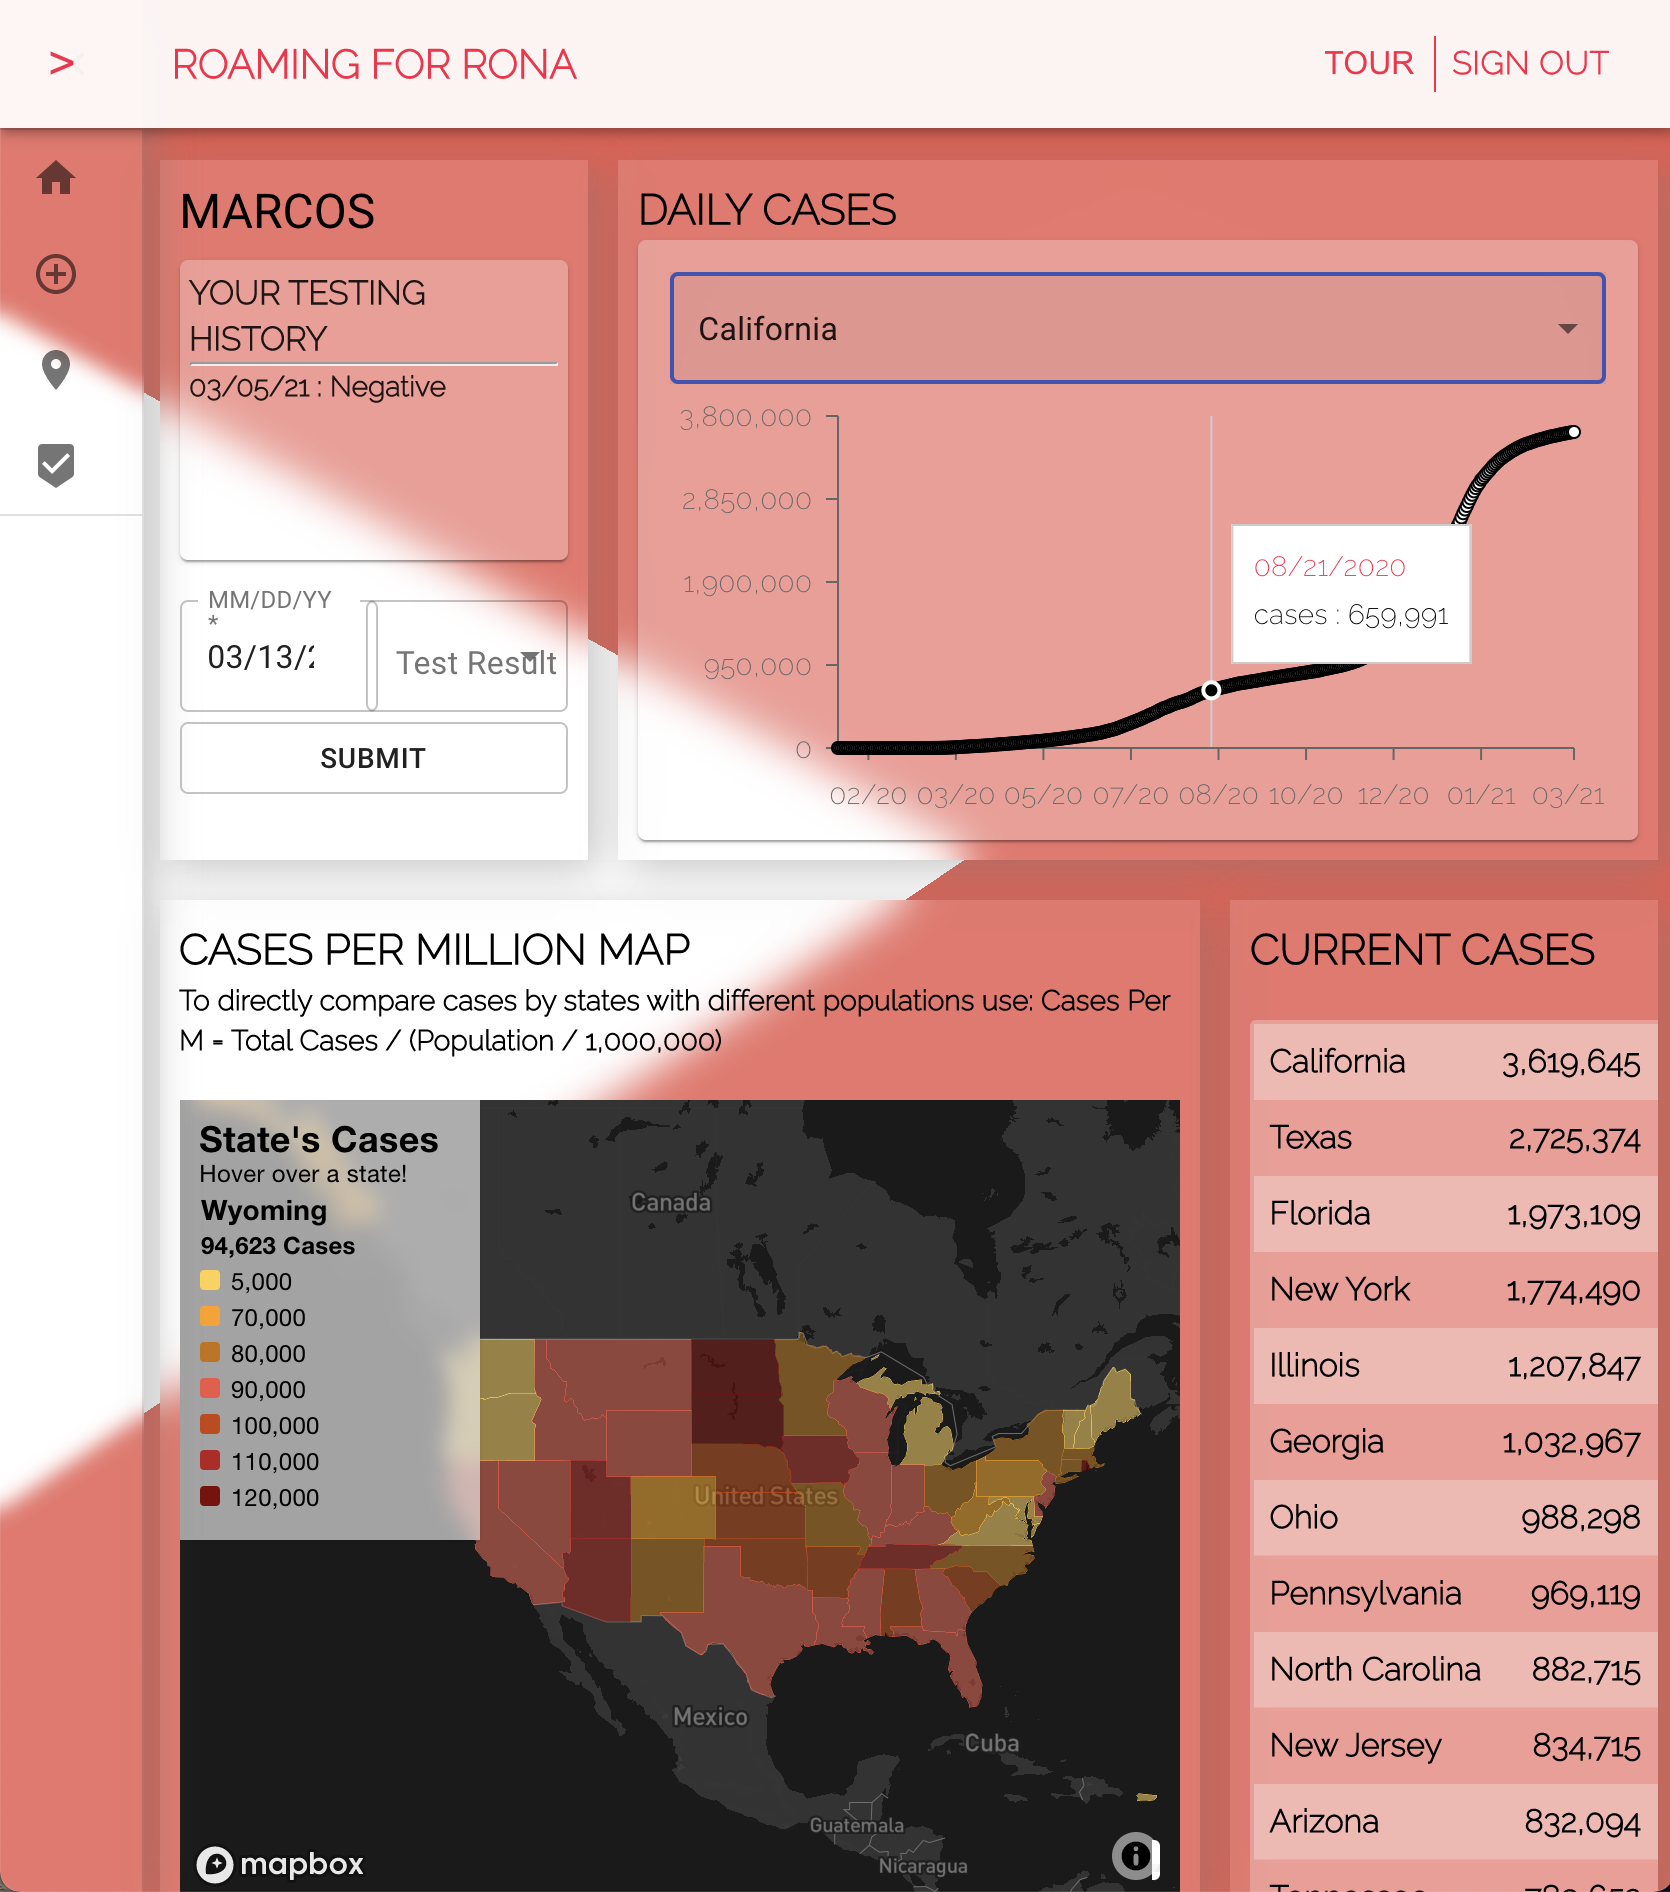 >
ROAMING FOR RONA
TOUR
SIGN OUT
MARCOS
YOUR TESTING
HISTORY
03/05/21 : Negative
MM/DD/YY
*
03/13/2
Test Result
SUBMIT
DAILY CASES
California
3,800,000
2,850,000
1,900,000
950,000
0
08/21/2020
cases : 659,991
02/20 03/20 05/20 07/20 08/20 10/20 12/20 01/21 03/21
CASES PER MILLION MAP
To directly compare cases by states with different populations use: Cases Per
M = Total Cases / (Population / 1,000,000)
State's Cases
Hover over a state!
Wyoming
94,623 Cases
5,000
70,000
80,000
90,000
100,000
110,000
120,000
Canada
United States
Mexico
Cuba
Guatemala
Nicaragua
mapbox
CURRENT CASES
California 3,619,645
Texas 2,725,374
Florida 1,973,109
New York 1,774,490
Illinois 1,207,847
Georgia 1,032,967
Ohio 988,298
Pennsylvania 969,119
North Carolina 882,715
New Jersey 834,715
Arizona 832,094